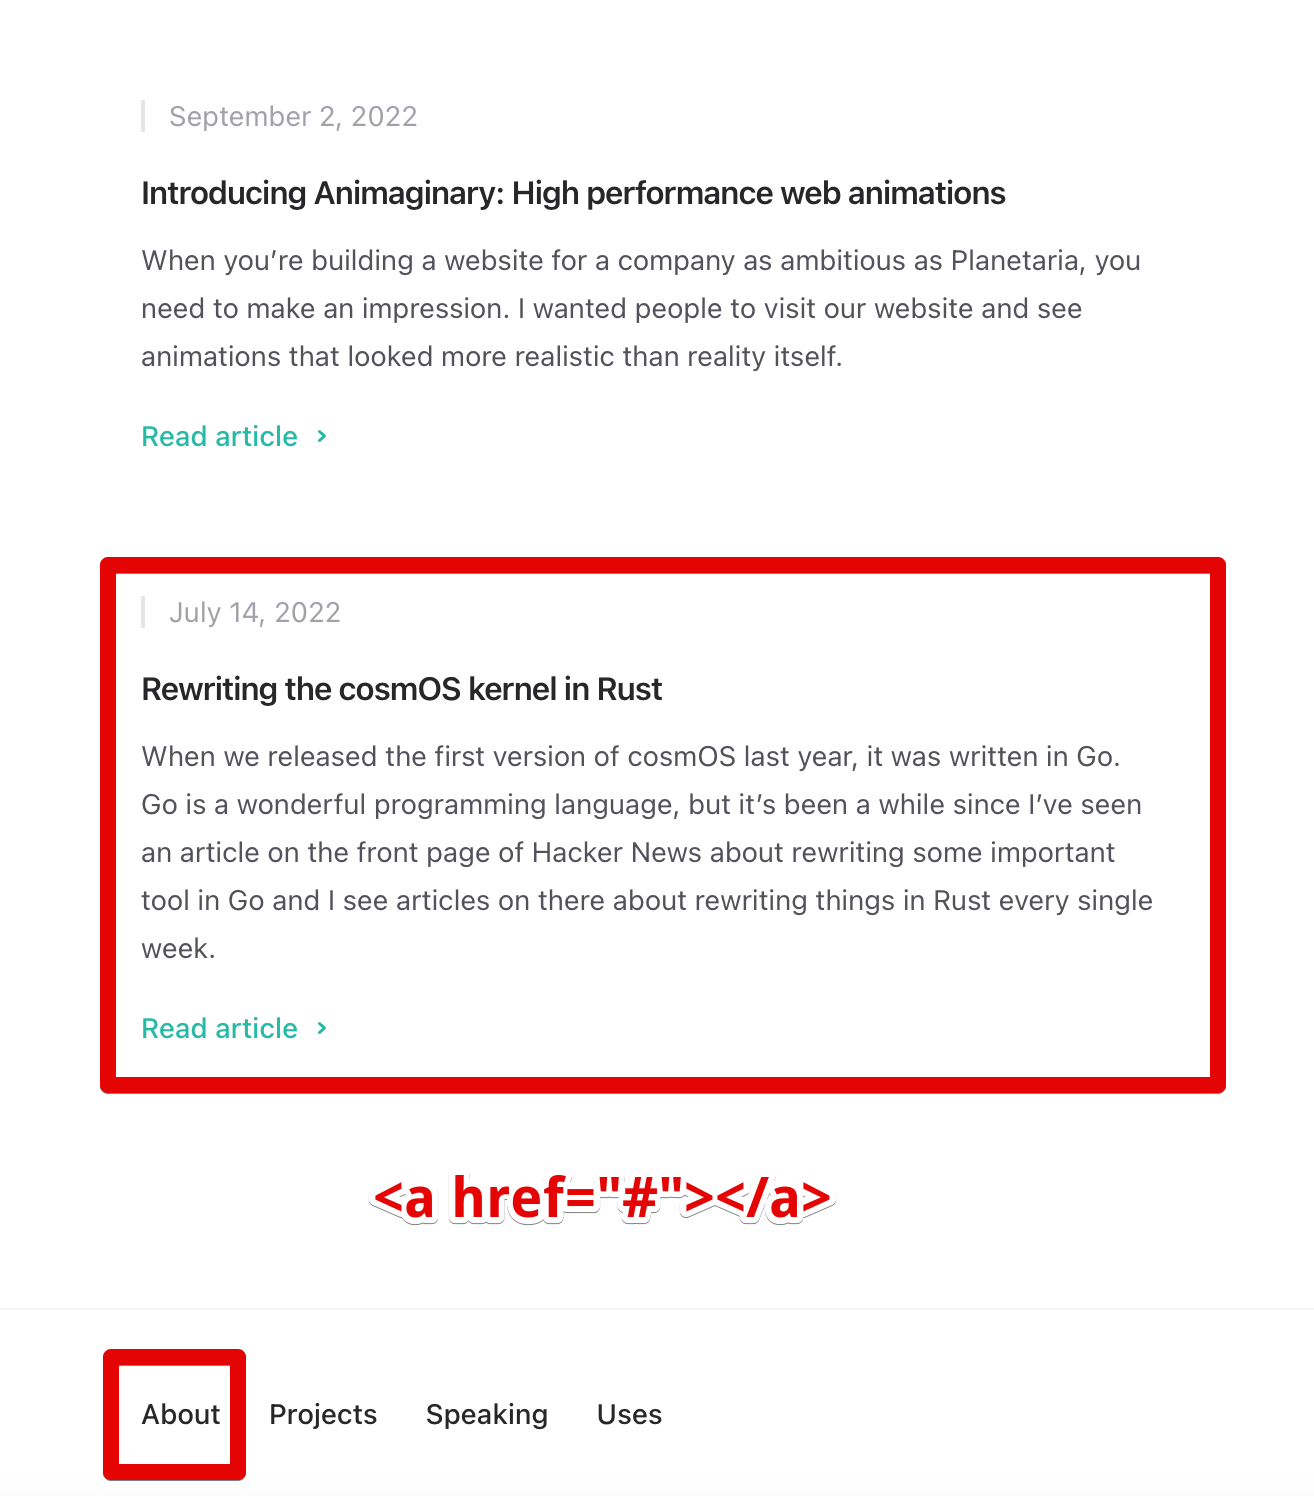 September 2, 2022
Introducing Animaginary: High performance web animations
When you’re building a website for a company as ambitious as Planetaria, you
need to make an impression. I wanted people to visit our website and see
animations that looked more realistic than reality itself.
Read article >
July 14, 2022
Rewriting the cosmOS kernel in Rust
When we released the first version of cosmOS last year, it was written in Go.
Go is a wonderful programming language, but it’s been a while since I’ve seen
an article on the front page of Hacker News about rewriting some important
tool in Go and I see articles on there about rewriting things in Rust every single
week.
Read article >
<a href="#"></a>
About Projects Speaking Uses